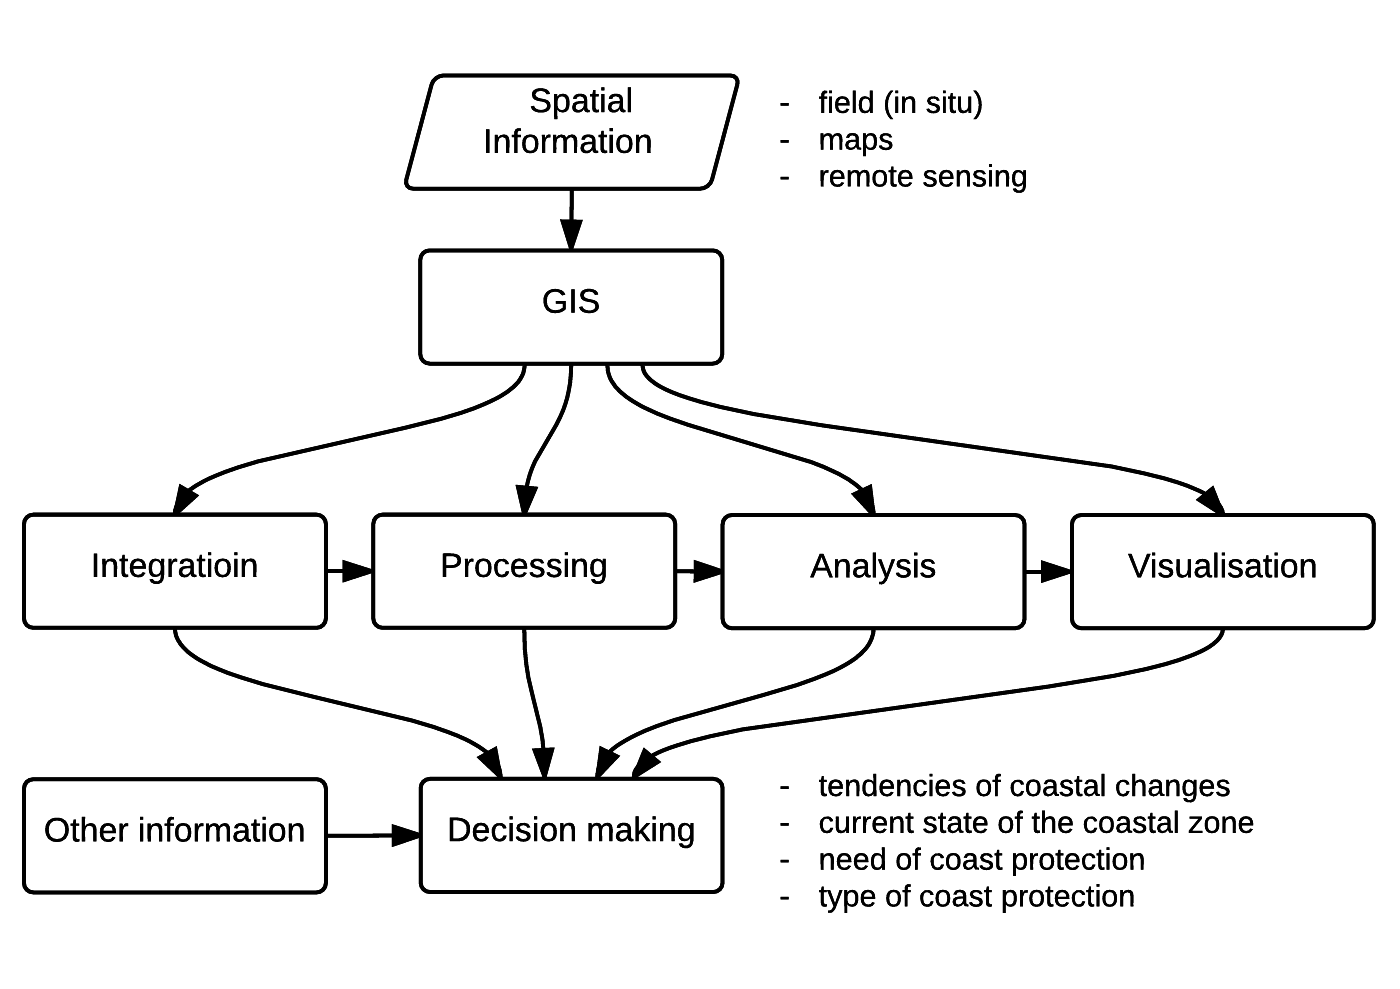 Spatial
Information
- field (in situ)
- maps
- remote sensing
GIS
Integratioin
Processing
Analysis
Visualisation
Other information
Decision making
- tendencies of coastal changes
- current state of the coastal zone
- need of coast protection
- type of coast protection